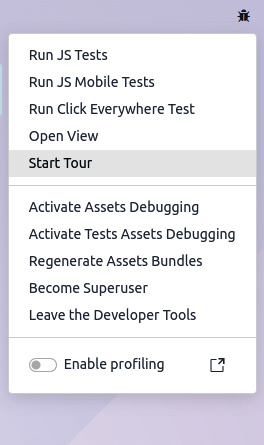 Run JS Tests
Run JS Mobile Tests
Run Click Everywhere Test
Open View
Start Tour
Activate Assets Debugging
Activate Tests Assets Debugging
Regenerate Assets Bundles
Become Superuser
Leave the Developer Tools
Enable profiling